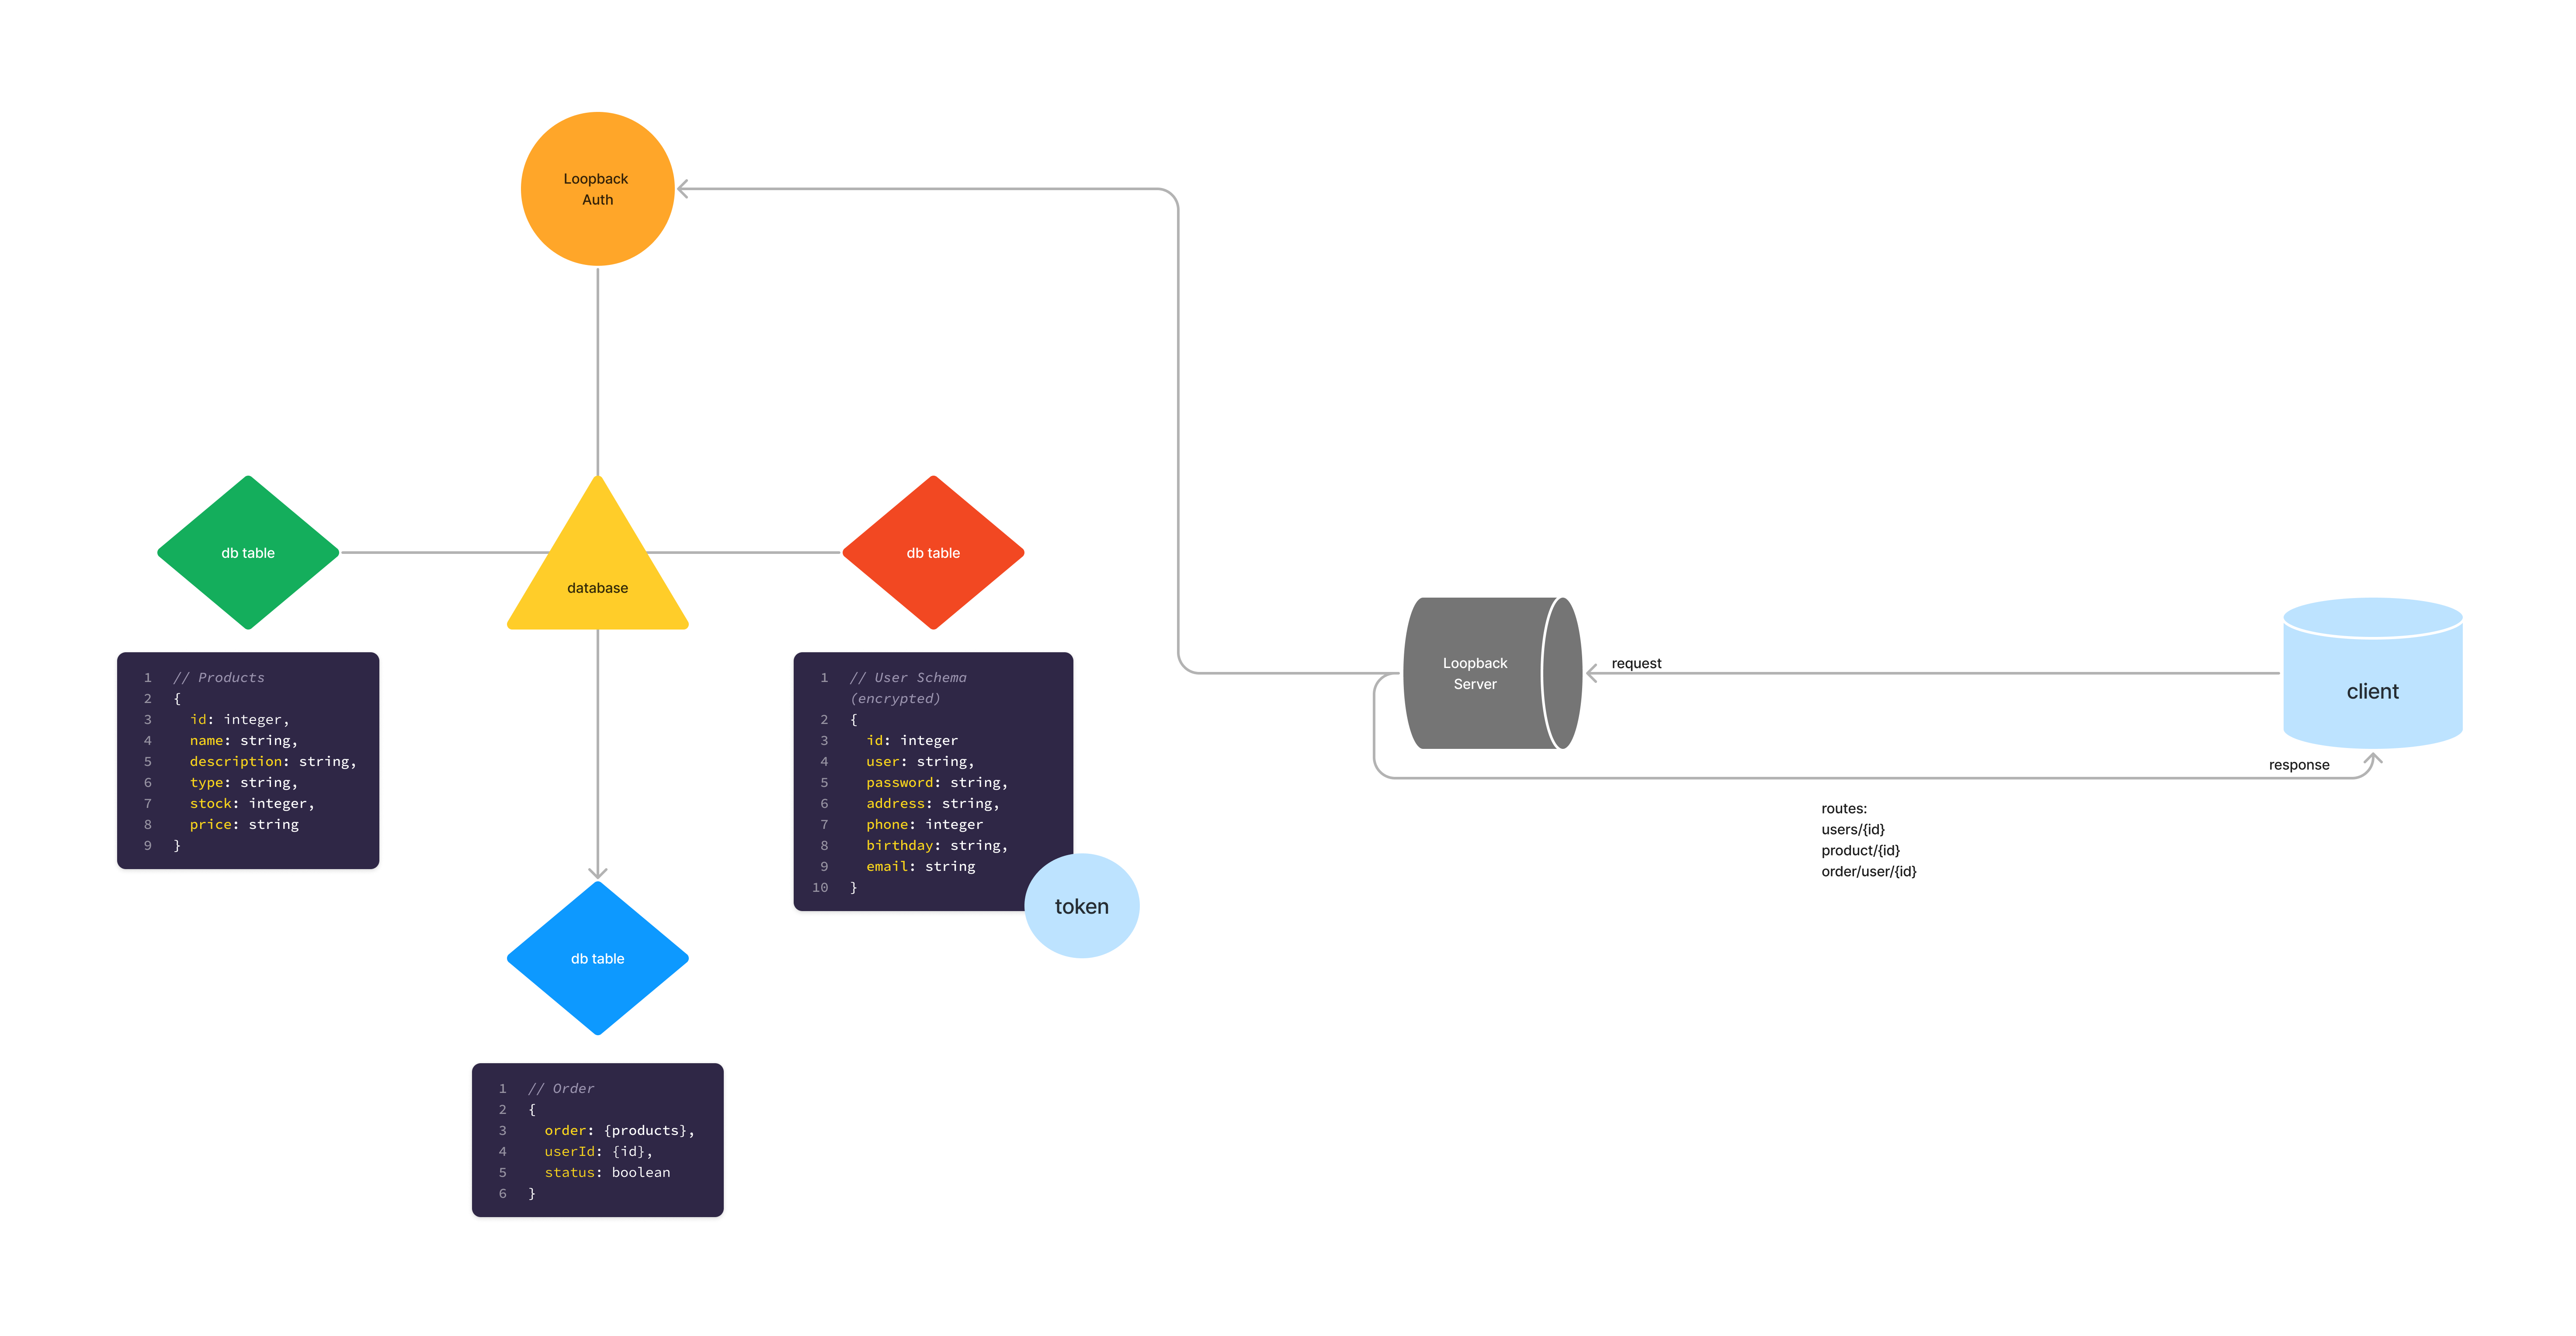 Loopback
Auth
db table
database
db table
1 // Products
2 {
3 id: integer,
4 name: string,
5 description: string,
6 type: string,
7 stock: integer,
8 price: string
9 }
1 // User Schema
(encrypted)
2 {
3 id: integer
4 user: string,
5 password: string,
6 address: string,
7 phone: integer
8 birthday: string,
9 email: string
10 }
token
db table
1 // Order
2 {
3 order: {products},
4 userId: {id},
5 status: boolean
6 }
Loopback
Server
request
client
response
routes:
users/{id}
product/{id}
order/user/{id}